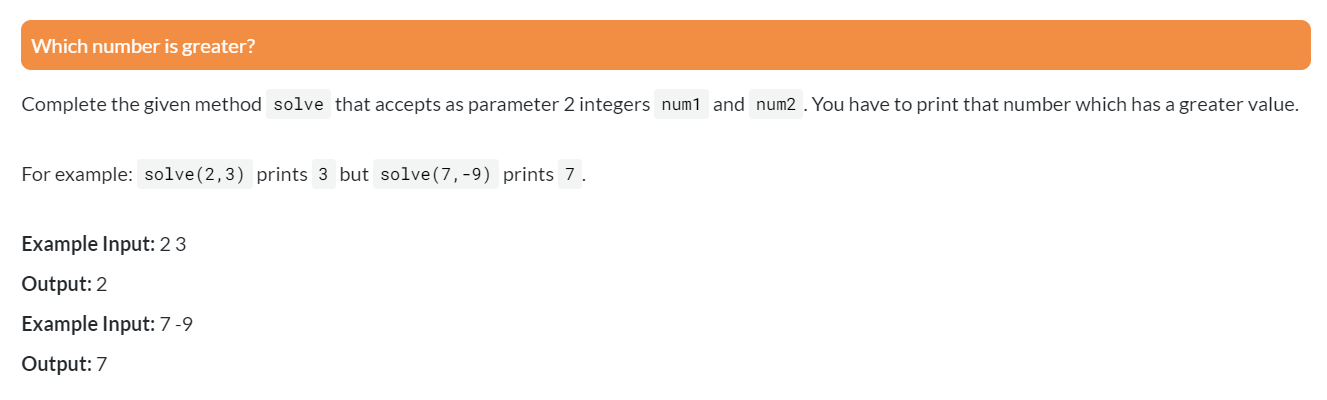 Which number is greater?
Complete the given method solve that accepts as parameter 2 integers num1 and num2 . You have to print that number which has a greater value.
For example: solve(2,3) prints 3 but solve(7,-9) prints 7 .
Example Input: 2 3
Output: 2
Example Input: 7 -9
Output: 7